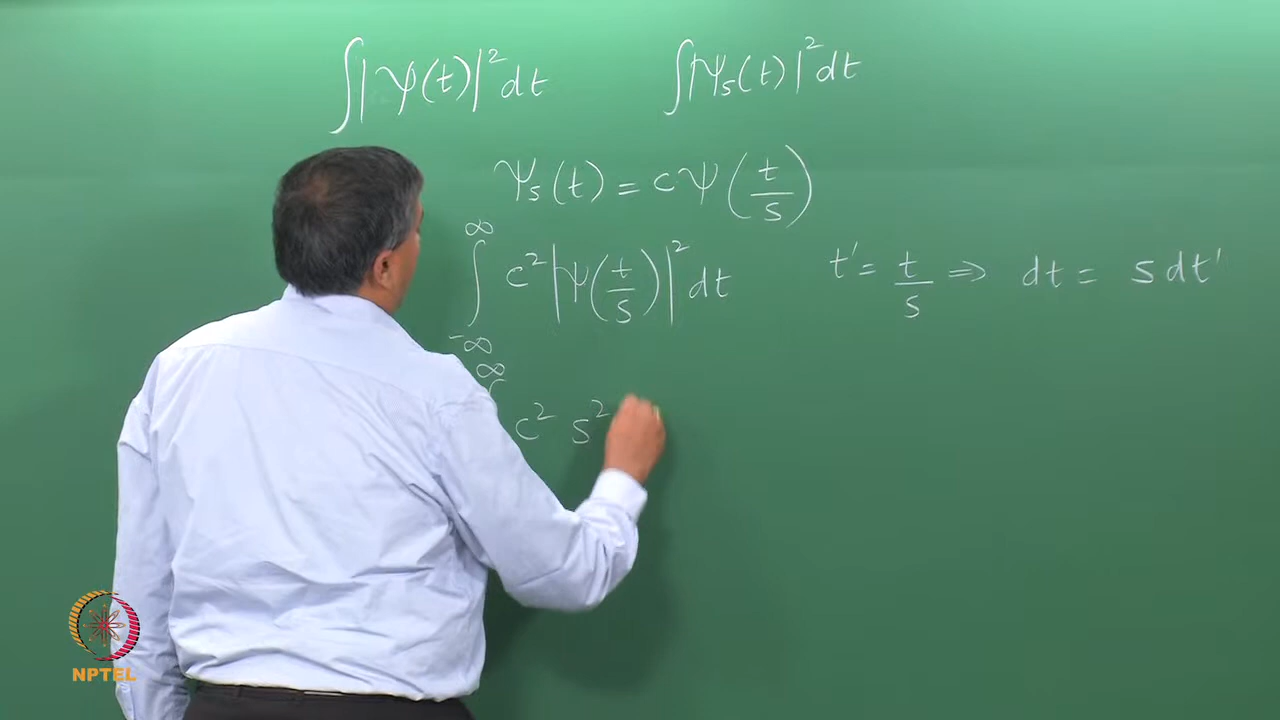 ∫|ψ(t)|² dt ∫|ψₛ(t)|² dt
ψₛ(t) = cψ(t/s)
∫_{-∞}^{∞} c² |ψ(t/s)|² dt t' = t/s ⇒ dt = s dt'
∞
c² s²
NPTEL